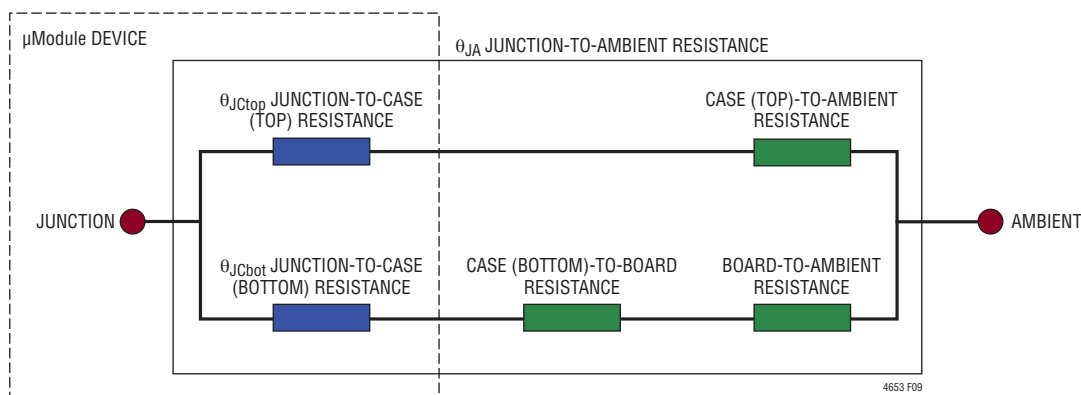 µModule DEVICE
θJA JUNCTION-TO-AMBIENT RESISTANCE
θJCtop JUNCTION-TO-CASE
(TOP) RESISTANCE
CASE (TOP)-TO-AMBIENT
RESISTANCE
JUNCTION
AMBIENT
θJCbot JUNCTION-TO-CASE
(BOTTOM) RESISTANCE
CASE (BOTTOM)-TO-BOARD
RESISTANCE
BOARD-TO-AMBIENT
RESISTANCE
4653 F09